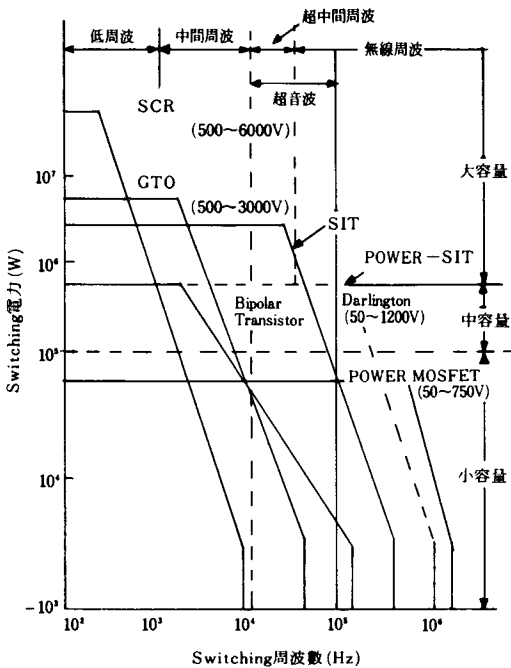 超中間周波
低周波 中間周波 無線周波
超音波
SCR
(500~6000V)
GTO
(500~3000V)
SIT
POWER-SIT
Bipolar
Transistor
Darlington
(50~1200V)
POWER MOSFET
(50~750V)
大容量
中容量
小容量
Switching電力(W)
10⁷
10⁶
10⁵
10⁴
-10³
10² 10³ 10⁴ 10⁵ 10⁶
Switching周波數(Hz)